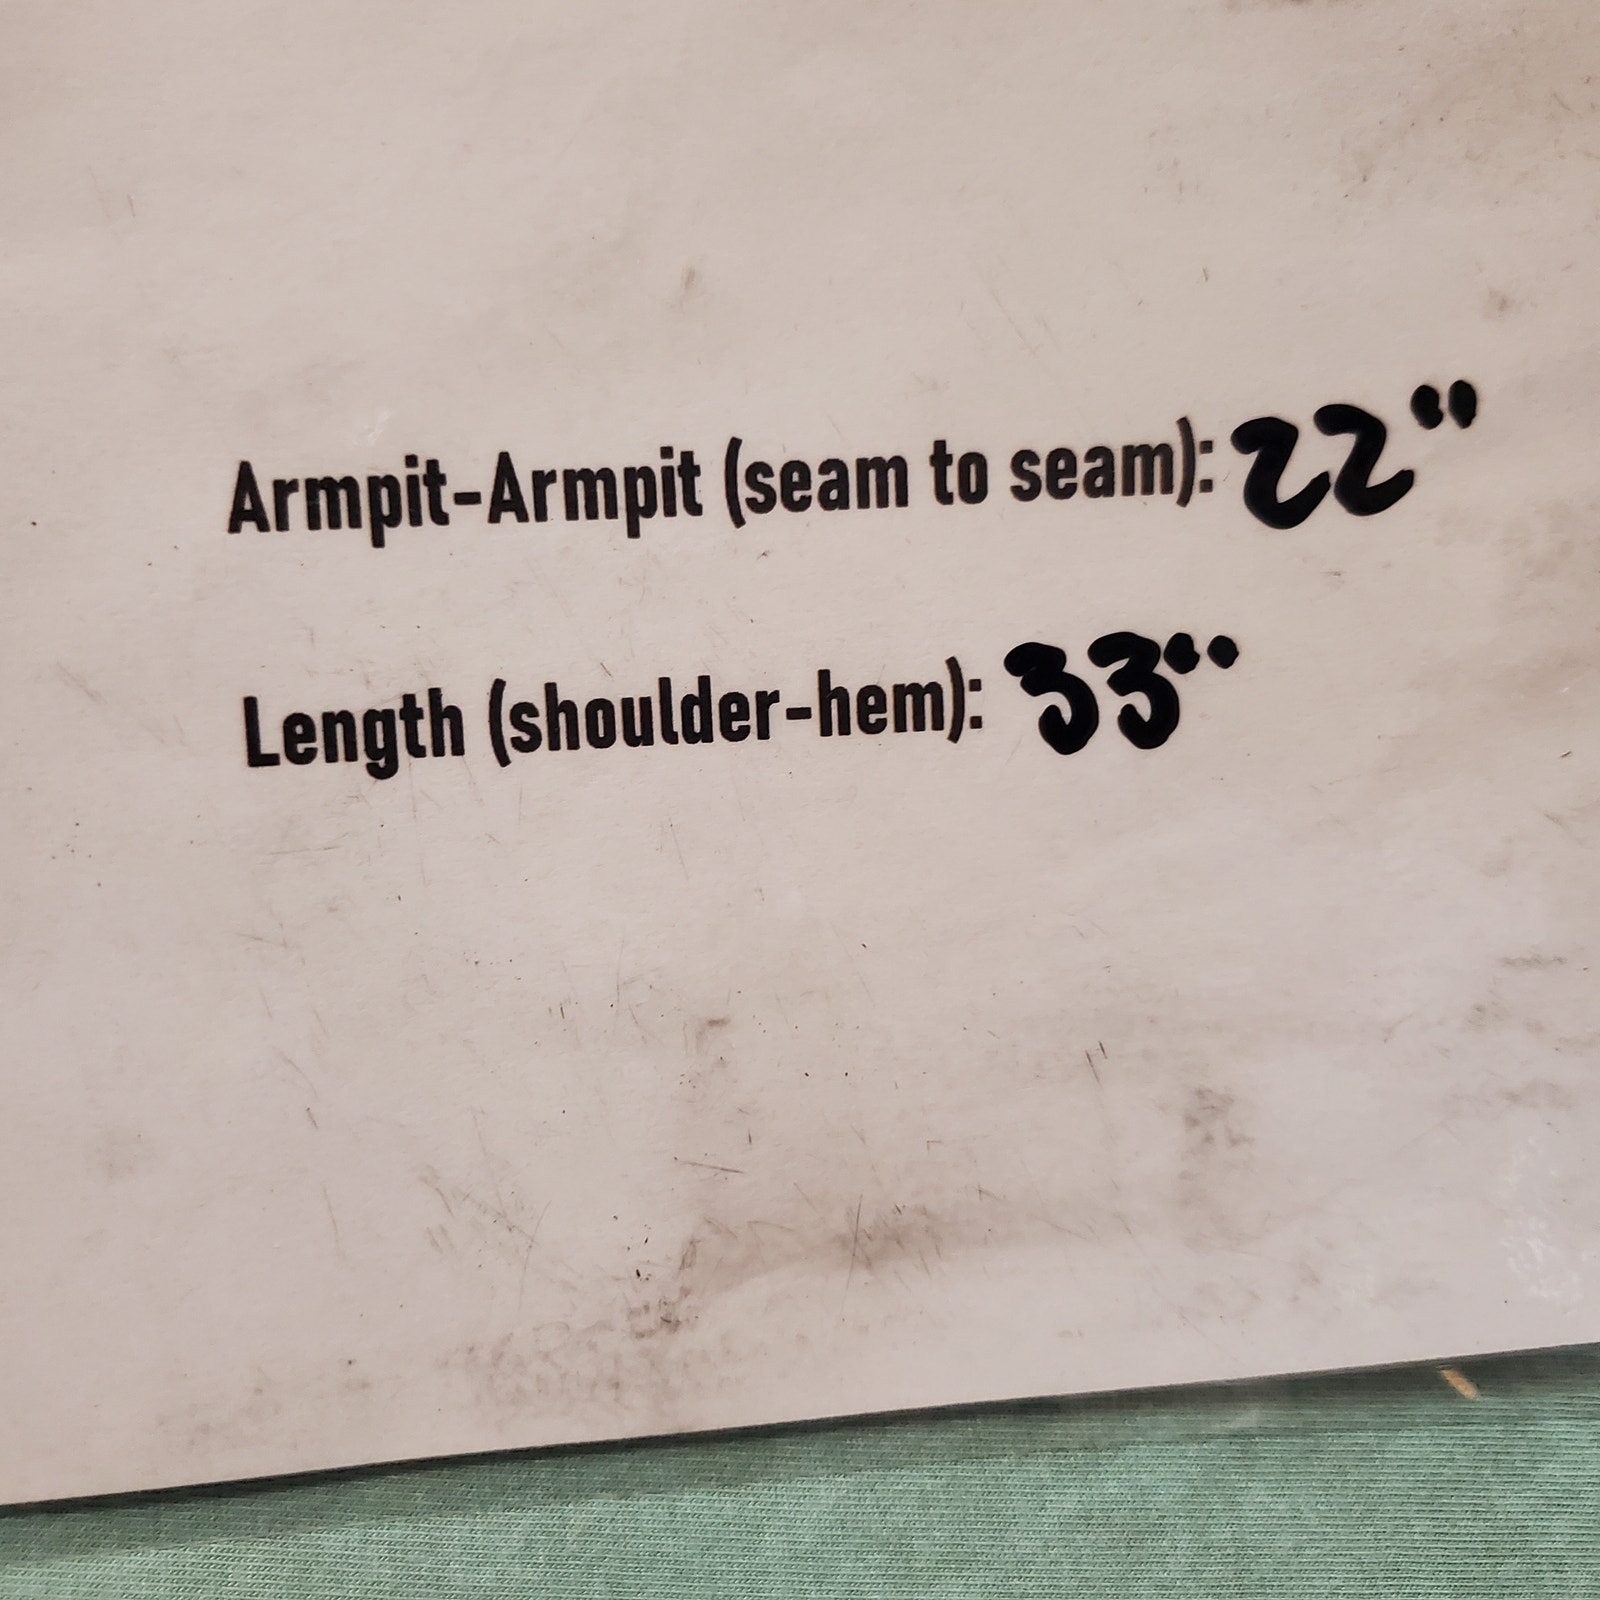 Armpit-Armpit (seam to seam): 22"
Length (shoulder-hem): 33"